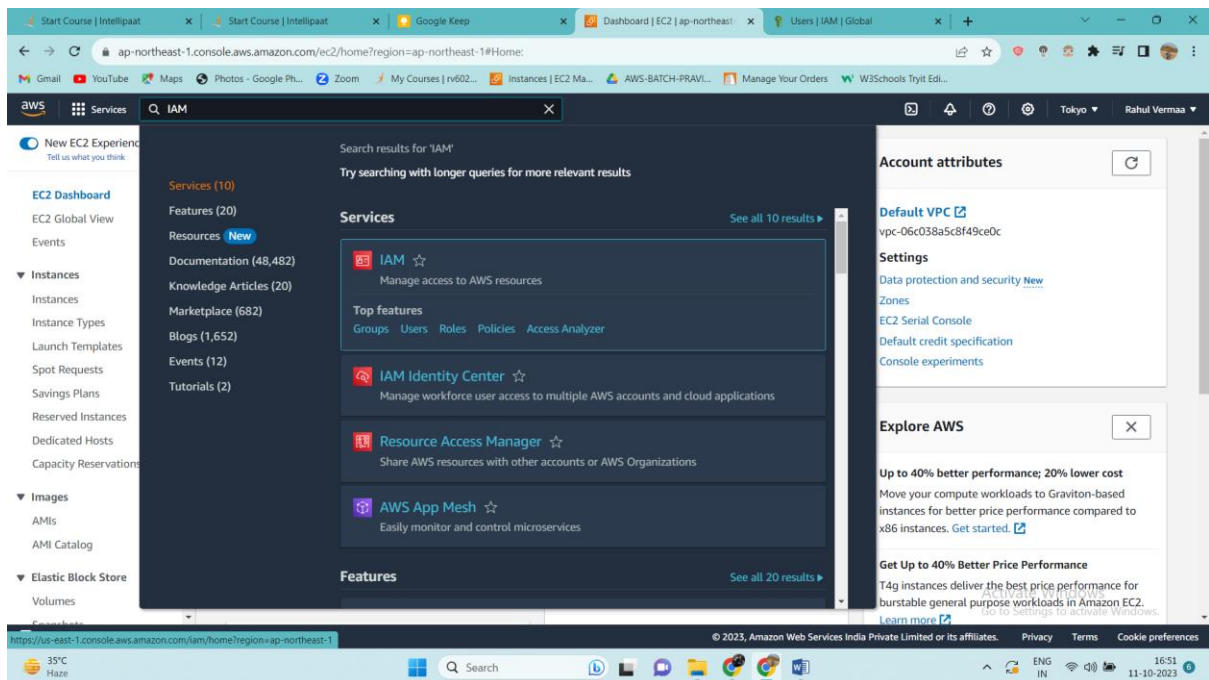 Start Course | Intellipaat
Start Course | Intellipaat
Google Keep
Dashboard | EC2 | ap-northeast-
Users | IAM | Global
ap-northeast-1.console.aws.amazon.com/ec2/home?region=ap-northeast-1#Home:
Gmail YouTube Maps Photos - Google Ph... Zoom My Courses | rv602... Instances | EC2 Ma... AWS-BATCH-PRAVI... Manage Your Orders W3Schools Tryit Edi...
aws Services IAM Tokyo Rahul Vermaa
New EC2 Experienc
Tell us what you think
EC2 Dashboard
EC2 Global View
Events
Instances
Instances
Instance Types
Launch Templates
Spot Requests
Savings Plans
Reserved Instances
Dedicated Hosts
Capacity Reservations
Images
AMIs
AMI Catalog
Elastic Block Store
Volumes
Services (10)
Features (20)
Resources New
Documentation (48,482)
Knowledge Articles (20)
Marketplace (682)
Blogs (1,652)
Events (12)
Tutorials (2)
Search results for 'IAM'
Try searching with longer queries for more relevant results
Services See all 10 results
IAM
Manage access to AWS resources
Top features
Groups Users Roles Policies Access Analyzer
IAM Identity Center
Manage workforce user access to multiple AWS accounts and cloud applications
Resource Access Manager
Share AWS resources with other accounts or AWS Organizations
AWS App Mesh
Easily monitor and control microservices
Features See all 20 results
Account attributes
Default VPC
vpc-06c038a5c8f49ce0c
Settings
Data protection and security New
Zones
EC2 Serial Console
Default credit specification
Console experiments
Explore AWS
Up to 40% better performance; 20% lower cost
Move your compute workloads to Graviton-based
instances for better price performance compared to
x86 instances. Get started.
Get Up to 40% Better Price Performance
T4g instances deliver the best price performance for
burstable general purpose workloads in Amazon EC2.
Learn more
Activate Windows
Go to Settings to activate Windows.
https://us-east-1.console.aws.amazon.com/iam/home?region=ap-northeast-1
© 2023, Amazon Web Services India Private Limited or its affiliates. Privacy Terms Cookie preferences
35°C
Haze
Search
ENG
IN
16:51
11-10-2023
6